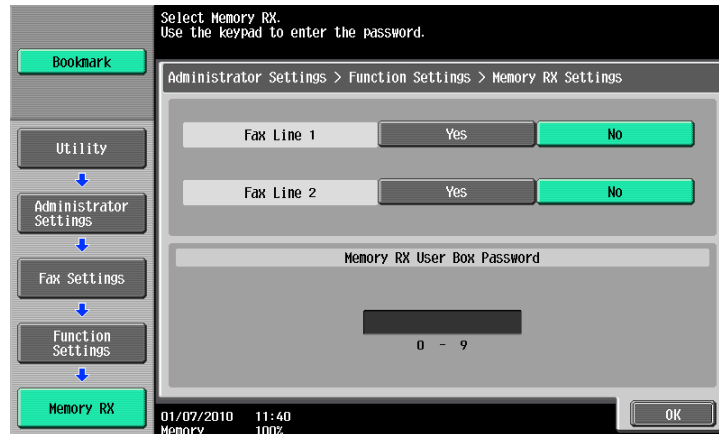 Select Memory RX.
Use the keypad to enter the password.
Bookmark
Administrator Settings > Function Settings > Memory RX Settings
Utility
Administrator
Settings
Fax Settings
Function
Settings
Memory RX
Fax Line 1
Yes
No
Fax Line 2
Yes
No
Memory RX User Box Password
0 - 9
01/07/2010 11:40
Memory 100%
OK